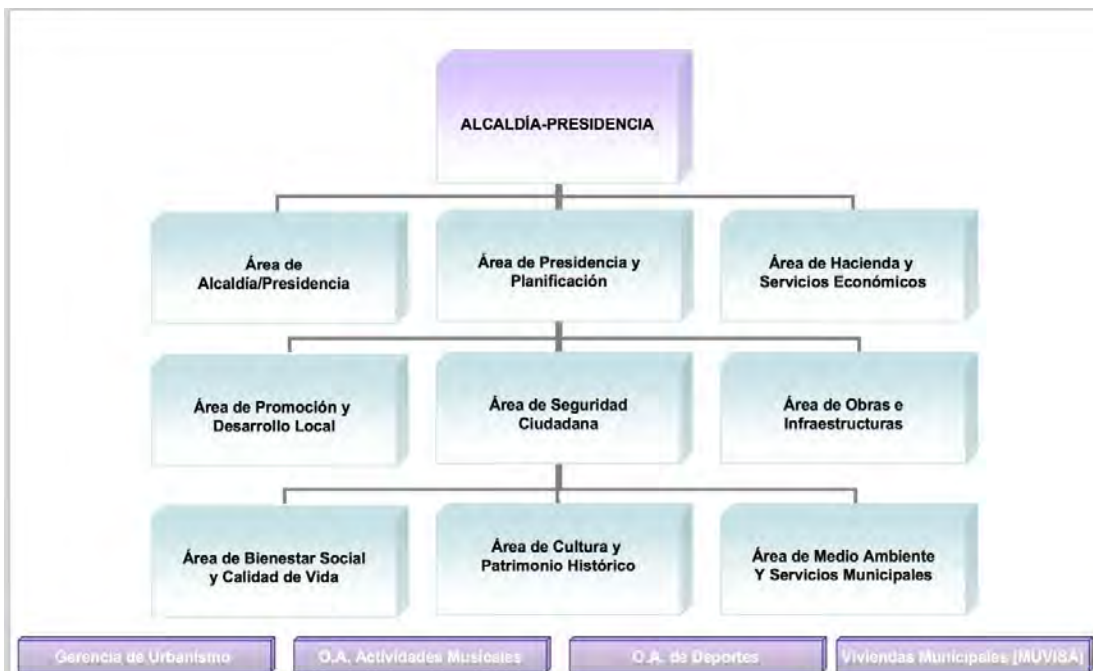 ALCALDÍA-PRESIDENCIA
Área de
Alcaldía/Presidencia
Área de Presidencia y
Planificación
Área de Hacienda y
Servicios Económicos
Área de Promoción y
Desarrollo Local
Área de Seguridad
Ciudadana
Área de Obras e
Infraestructuras
Área de Bienestar Social
y Calidad de Vida
Área de Cultura y
Patrimonio Histórico
Área de Medio Ambiente
Y Servicios Municipales
Gerencia de Urbanismo
O.A. Actividades Musicales
O.A. de Deportes
Viviendas Municipales (MUVISA)